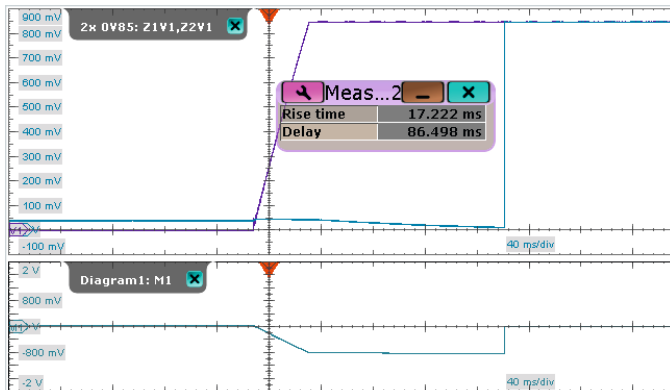 900 mV
2x 0V85: Z1V1,Z2V1
800 mV
700 mV
600 mV
500 mV
400 mV
300 mV
200 mV
100 mV
-100 mV
Meas...2
Rise time 17.222 ms
Delay 86.498 ms
40 ms/div
2 V
Diagram1: M1
800 mV
-800 mV
-2 V
40 ms/div